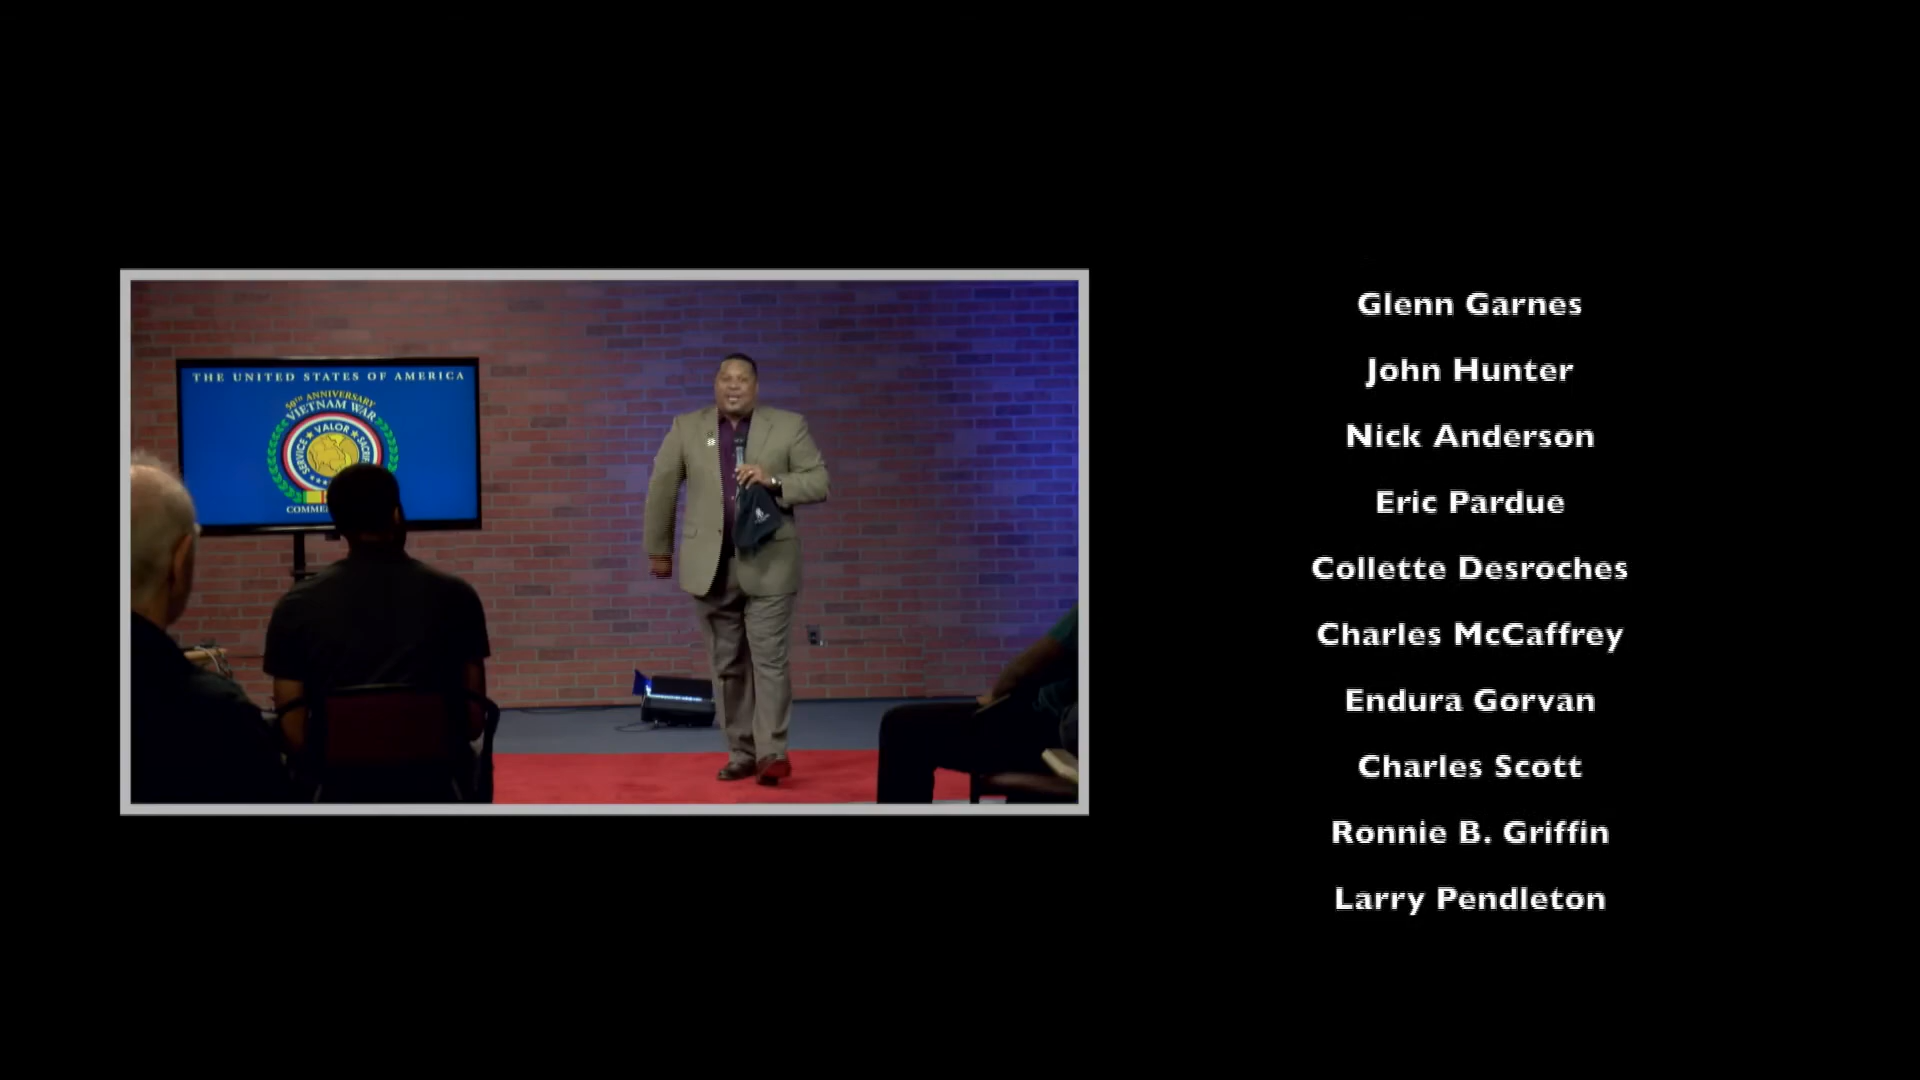 THE UNITED STATES OF AMERICA
50TH ANNIVERSARY
VIETNAM WAR
SERVICE ★ VALOR ★
Glenn Garnes
John Hunter
Nick Anderson
Eric Pardue
Collette Desroches
Charles McCaffrey
Endura Gorvan
Charles Scott
Ronnie B. Griffin
Larry Pendleton